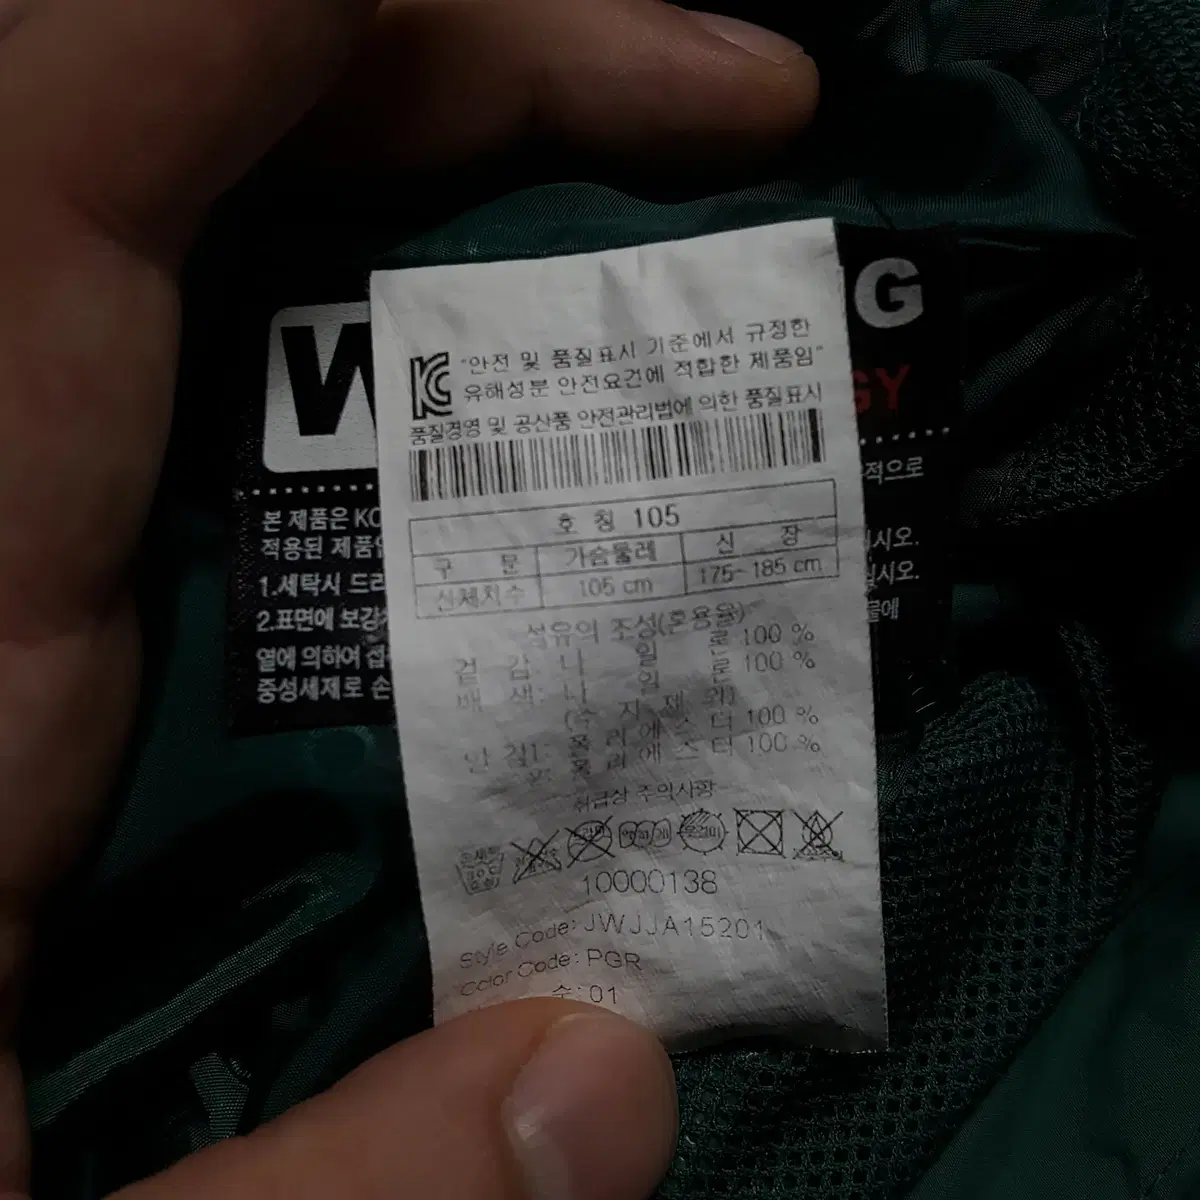 W
G
GY
"안전 및 품질표시 기준에서 규정한
유해성분 안전요건에 적합한 제품임"
품질경영 및 공산품 안전관리법에 의한 품질표시
호 칭 105
구 분 가슴둘레 신 장
신체치수 105 cm 175~185 cm
섬유의 조성(혼용율)
겉 감: 나 일 론 100 %
배 색: 나 일 론 100 %
(수 지 제 외)
안 감1: 폴 리 에 스 터 100 %
2: 폴 리 에 스 터 100 %
취급상 주의사항
10000138
Style Code: JWJJA15201
Color Code: PGR
수: 01
본 제품은 KO
적용된 제품
1.세탁시 드라
2.표면에 보강
열에 의하여 접
중성세제로 손
적으로
십시오.
십시오.
물에